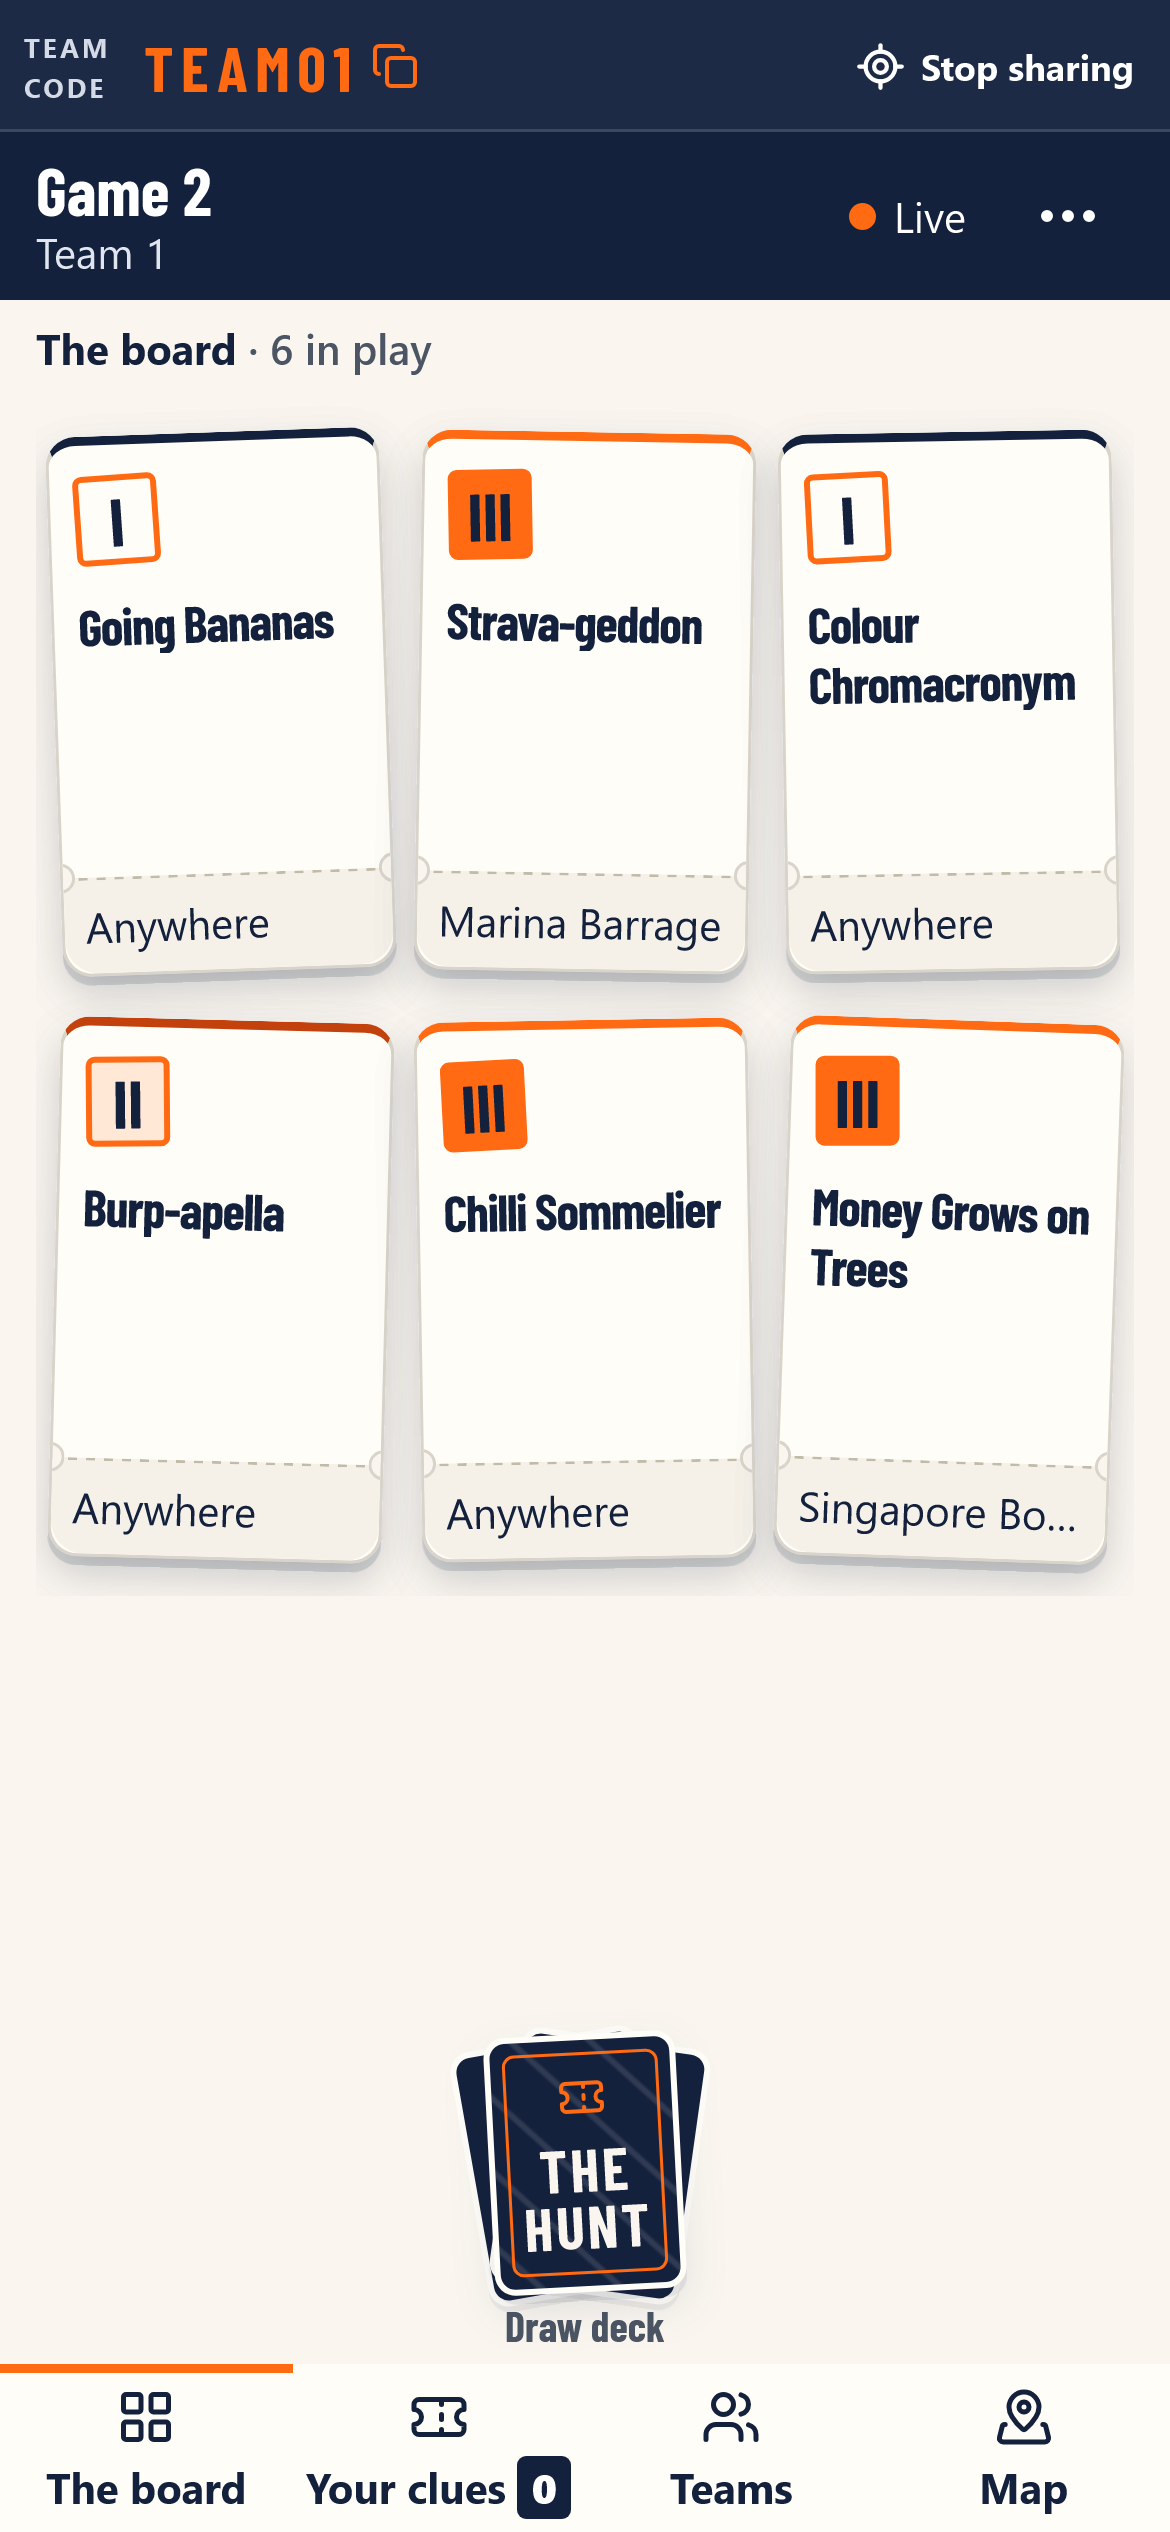 TEAM
CODE
TEAM01
Stop sharing
Game 2
Team 1
Live
The board · 6 in play
I
Going Bananas
Anywhere
III
Strava-geddon
Marina Barrage
I
Colour
Chromacronym
Anywhere
II
Burp-apella
Anywhere
III
Chilli Sommelier
Anywhere
III
Money Grows on
Trees
Singapore Bo...
THE
HUNT
Draw deck
The board
Your clues 0
Teams
Map